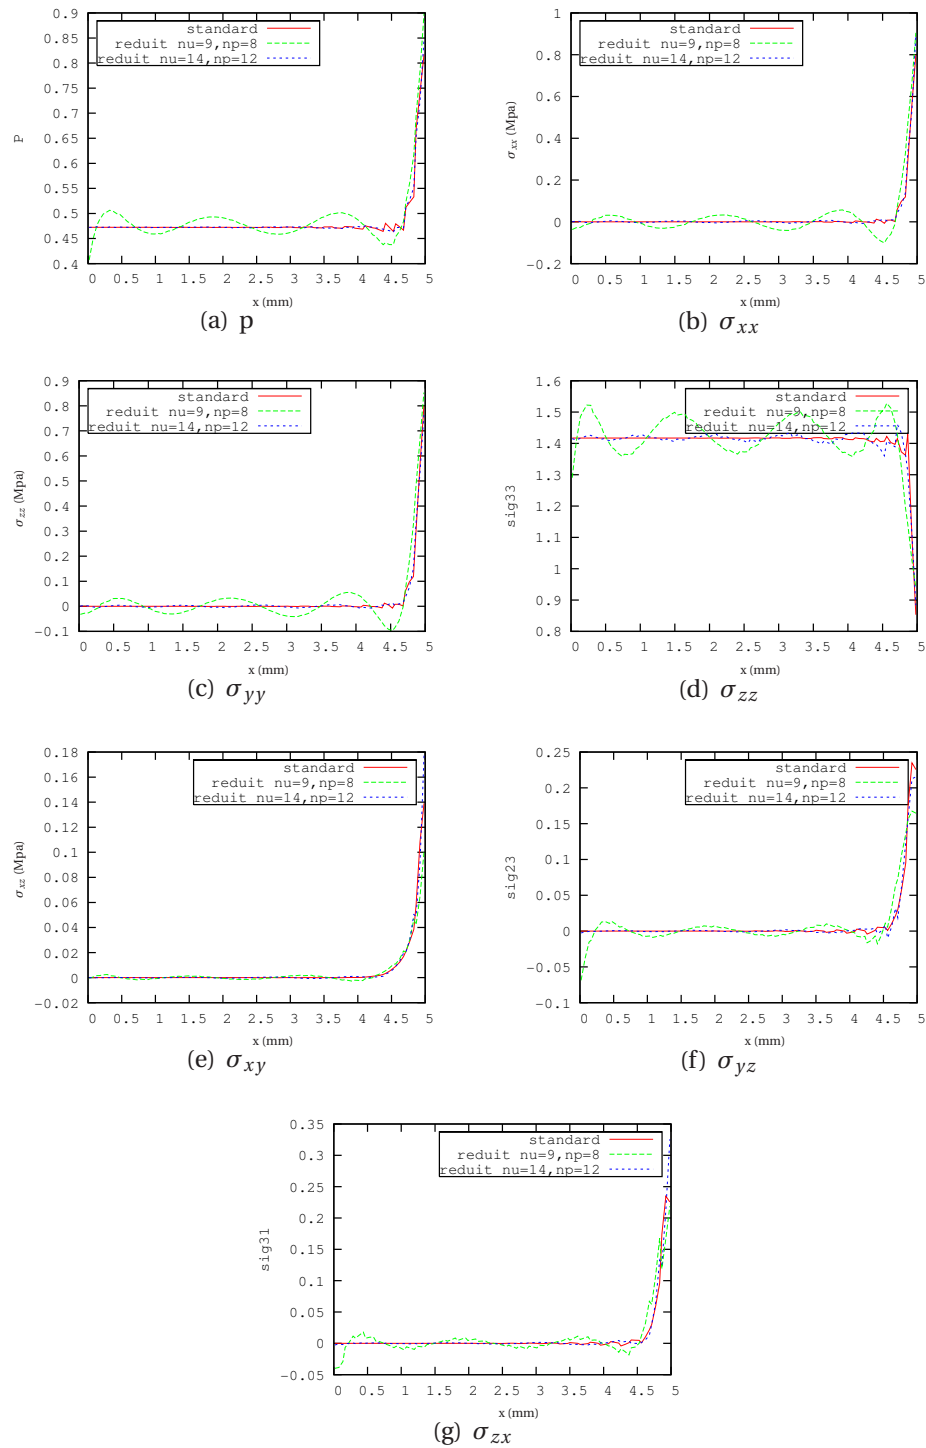 0.9
0.85
0.8
0.75
0.7
0.65
0.6
0.55
0.5
0.45
0.4
P
standard
reduit nu=9,np=8
reduit nu=14,np=12
0 0.5 1 1.5 2 2.5 3 3.5 4 4.5 5
x (mm)
(a) p
1
0.8
0.6
0.4
0.2
0
−0.2
σxx (Mpa)
standard
reduit nu=9,np=8
reduit nu=14,np=12
0 0.5 1 1.5 2 2.5 3 3.5 4 4.5 5
x (mm)
(b) σxx
0.9
0.8
0.7
0.6
0.5
0.4
0.3
0.2
0.1
0
−0.1
σzz (Mpa)
standard
reduit nu=9,np=8
reduit nu=14,np=12
0 0.5 1 1.5 2 2.5 3 3.5 4 4.5 5
x (mm)
(c) σyy
1.6
1.5
1.4
1.3
1.2
1.1
1
0.9
0.8
sig33
standard
reduit nu=9,np=8
reduit nu=14,np=12
0 0.5 1 1.5 2 2.5 3 3.5 4 4.5 5
x (mm)
(d) σzz
0.18
0.16
0.14
0.12
0.1
0.08
0.06
0.04
0.02
0
−0.02
σxz (Mpa)
standard
reduit nu=9,np=8
reduit nu=14,np=12
0 0.5 1 1.5 2 2.5 3 3.5 4 4.5 5
x (mm)
(e) σxy
0.25
0.2
0.15
0.1
0.05
0
−0.05
−0.1
sig23
standard
reduit nu=9,np=8
reduit nu=14,np=12
0 0.5 1 1.5 2 2.5 3 3.5 4 4.5 5
x (mm)
(f) σyz
0.35
0.3
0.25
0.2
0.15
0.1
0.05
0
−0.05
sig31
standard
reduit nu=9,np=8
reduit nu=14,np=12
0 0.5 1 1.5 2 2.5 3 3.5 4 4.5 5
x (mm)
(g) σzx